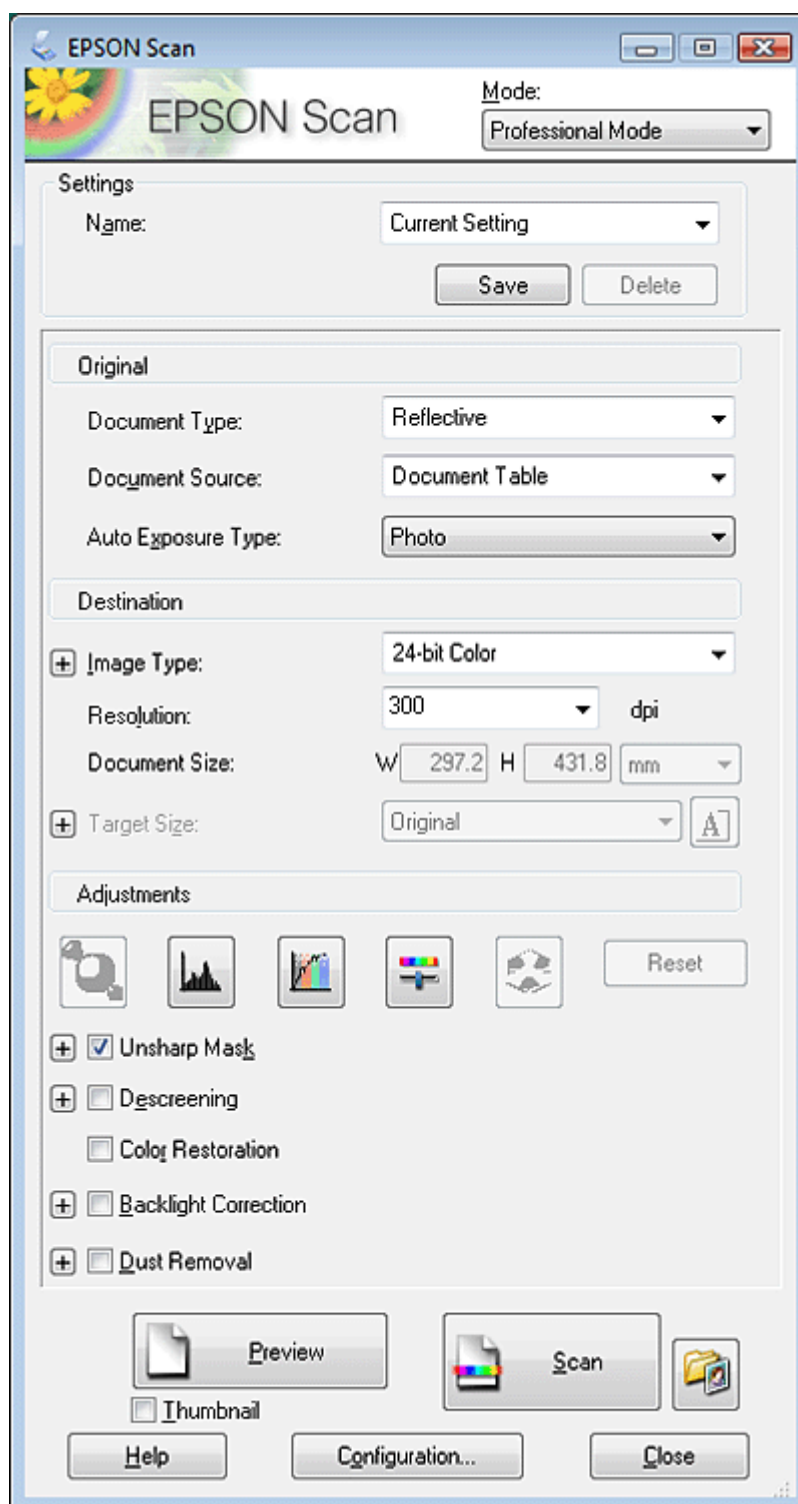 EPSON Scan
EPSON Scan
Mode:
Professional Mode
Settings
Name:
Current Setting
Save
Delete
Original
Document Type:
Reflective
Document Source:
Document Table
Auto Exposure Type:
Photo
Destination
Image Type:
24-bit Color
Resolution:
300
dpi
Document Size:
W 297.2 H 431.8 mm
Target Size:
Original
A
Adjustments
Reset
Unsharp Mask
Descreening
Color Restoration
Backlight Correction
Dust Removal
Preview
Scan
Thumbnail
Help
Configuration...
Close